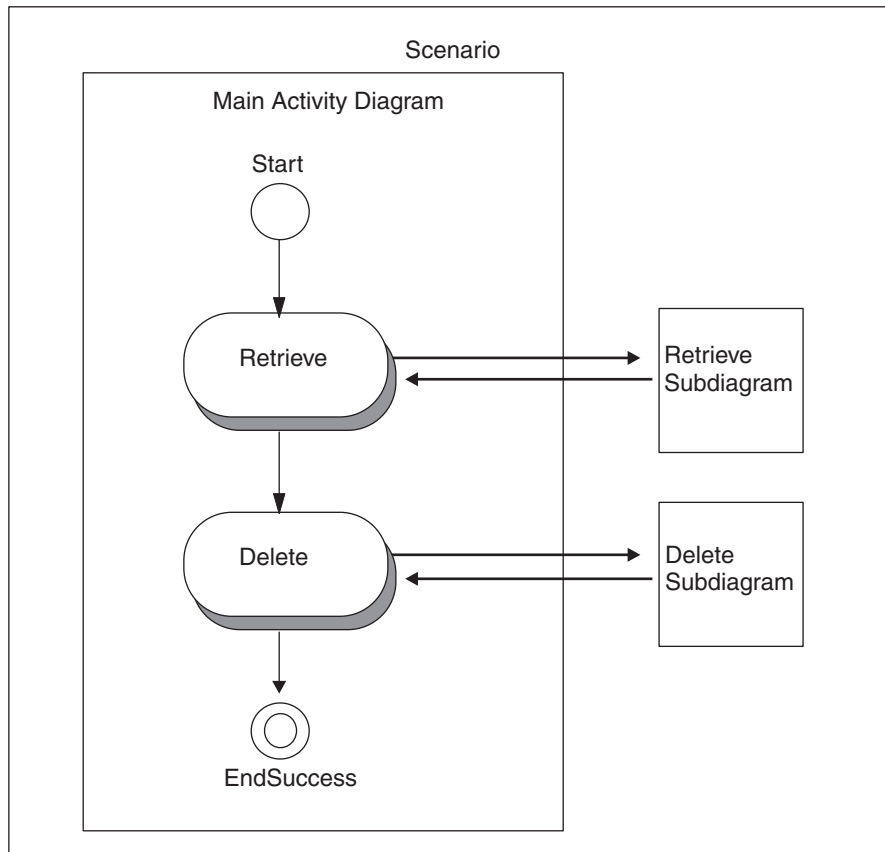 Scenario
Main Activity Diagram
Start
Retrieve
Retrieve
Subdiagram
Delete
Delete
Subdiagram
EndSuccess